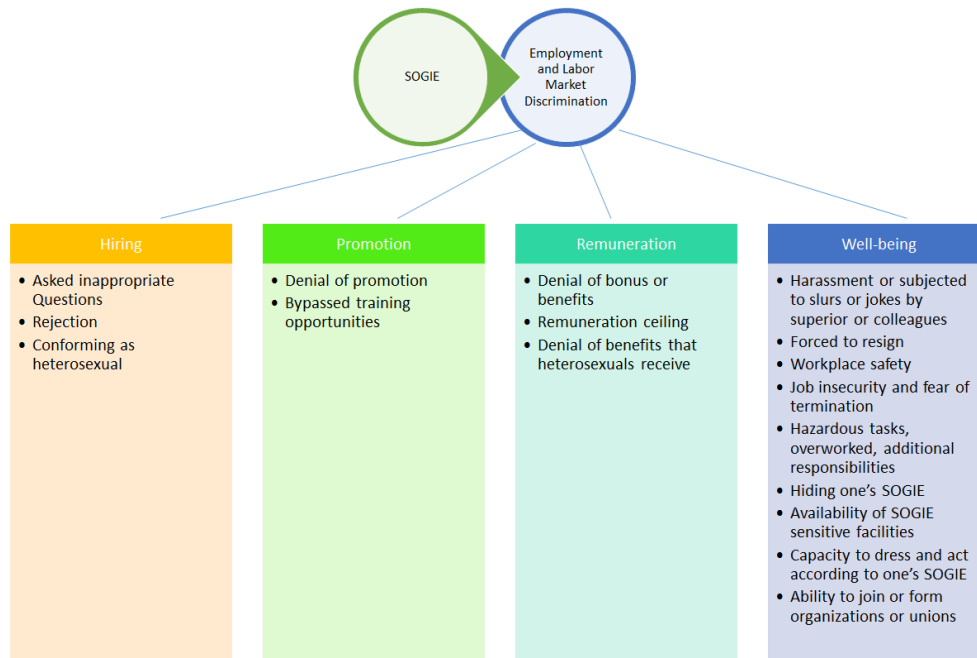 SOGIE
Employment
and Labor
Market
Discrimination
Hiring
• Asked inappropriate
Questions
• Rejection
• Conforming as
heterosexual
Promotion
• Denial of promotion
• Bypassed training
opportunities
Remuneration
• Denial of bonus or
benefits
• Remuneration ceiling
• Denial of benefits that
heterosexuals receive
Well-being
• Harassment or subjected
to slurs or jokes by
superior or colleagues
• Forced to resign
• Workplace safety
• Job insecurity and fear of
termination
• Hazardous tasks,
overworked, additional
responsibilities
• Hiding one’s SOGIE
• Availability of SOGIE
sensitive facilities
• Capacity to dress and act
according to one’s SOGIE
• Ability to join or form
organizations or unions